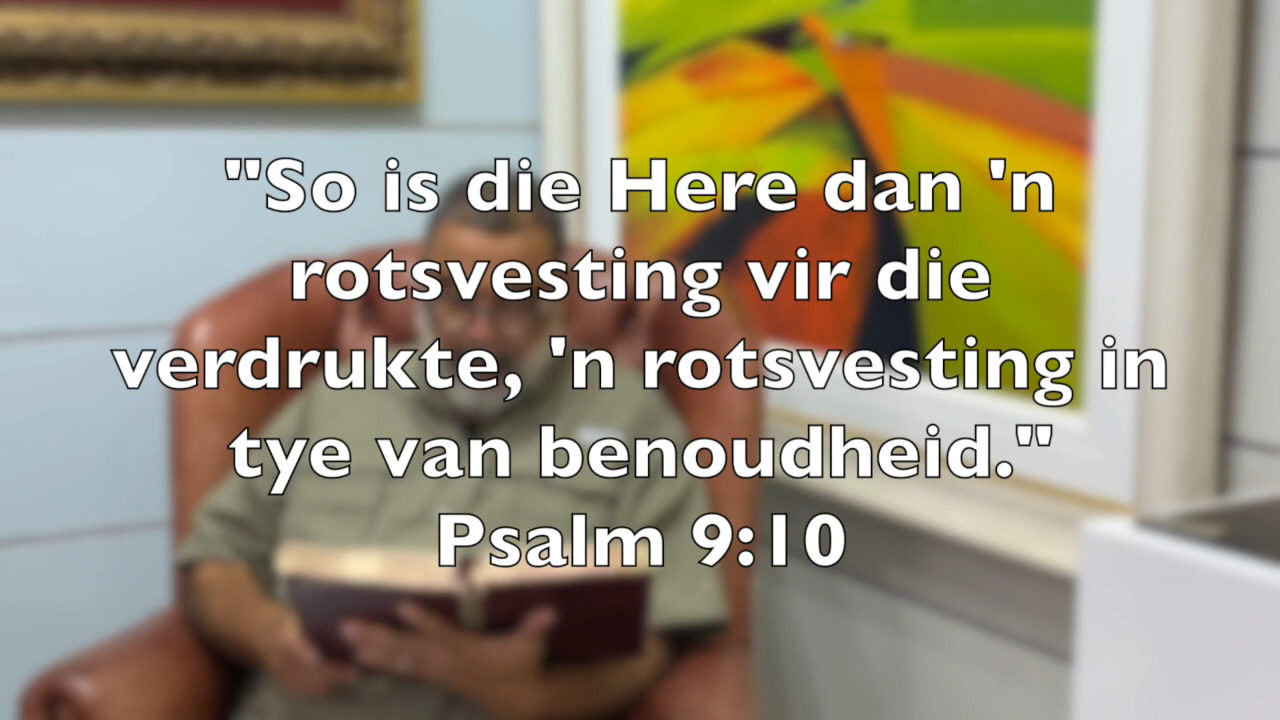 "So is die Here dan 'n
rotsvesting vir die
verdrukte, 'n rotsvesting in
tye van benoudheid."
Psalm 9:10